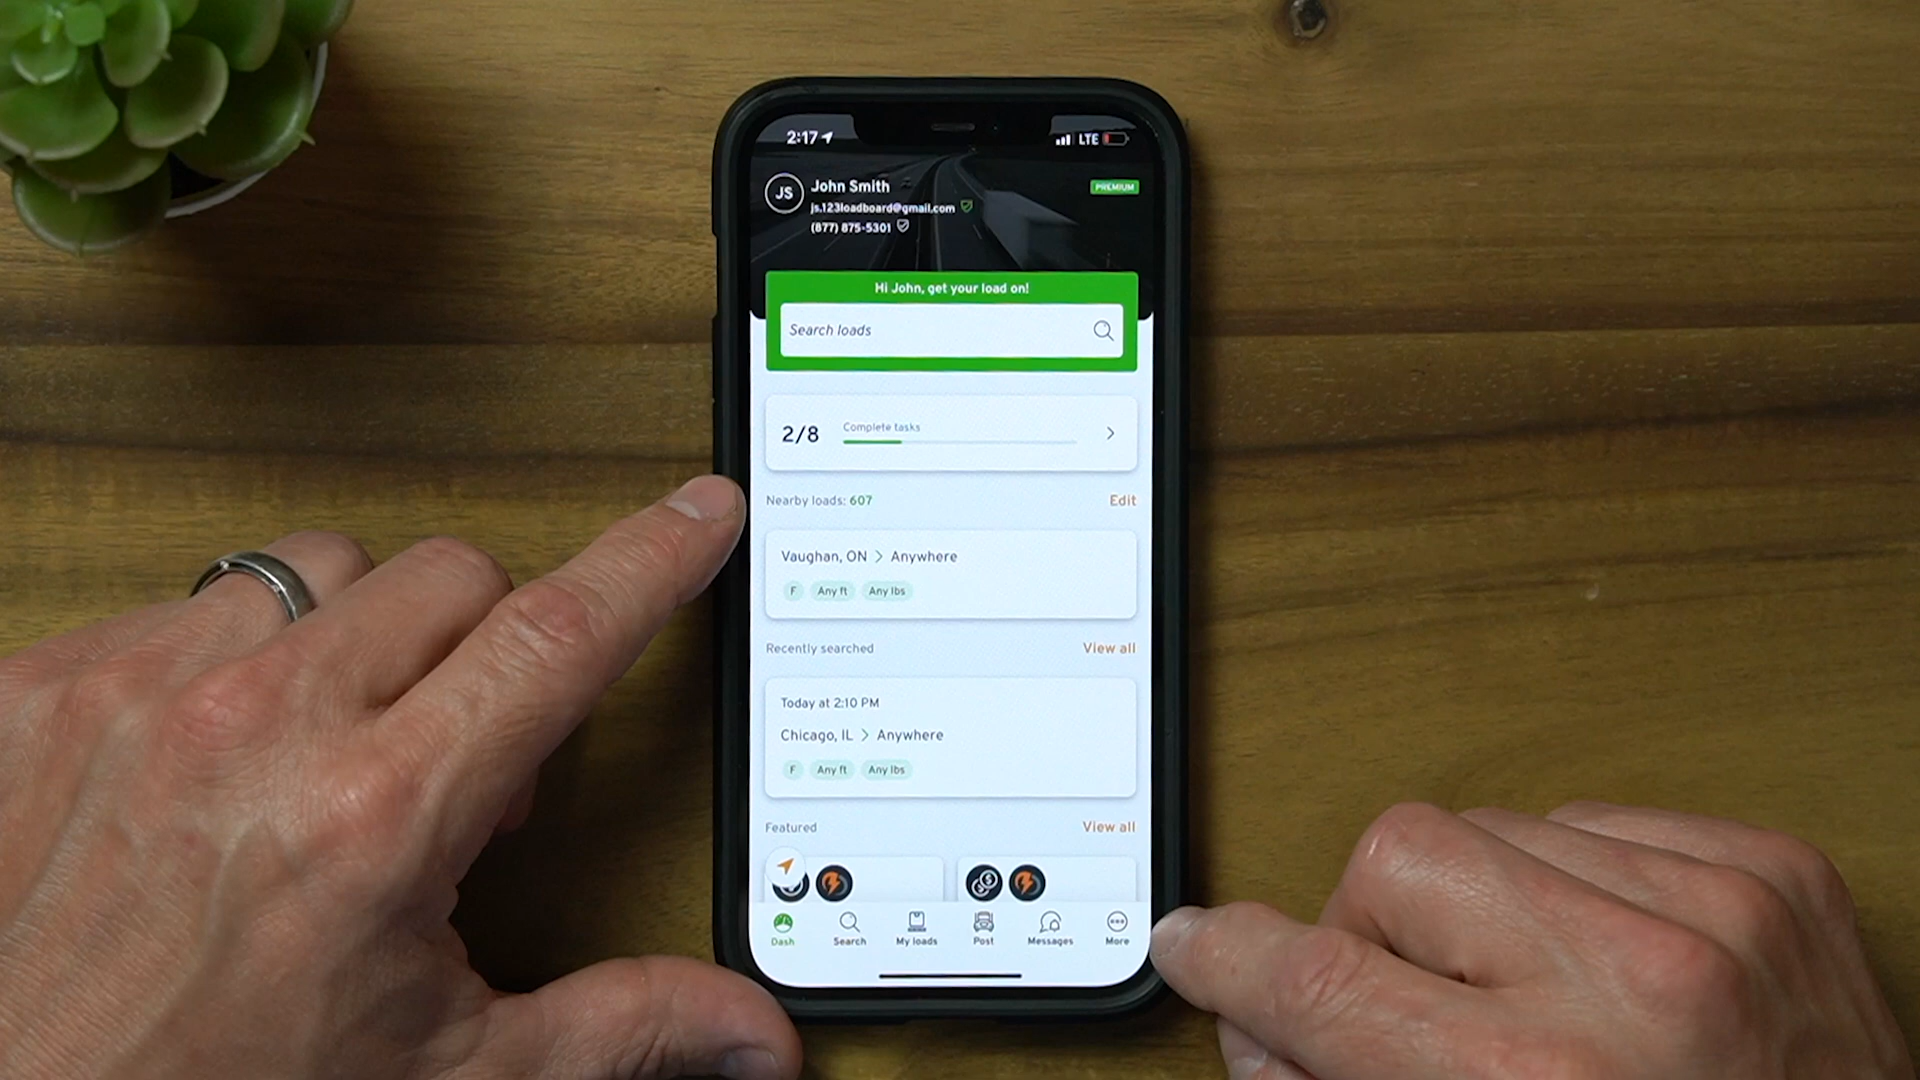 2:17 LTE
JS John Smith PREMIUM
js.123loadboard@gmail.com
(877) 875-5301
Hi John, get your load on!
Search loads
2/8 Complete tasks
Nearby loads: 607 Edit
Vaughan, ON > Anywhere
F Any ft Any lbs
Recently searched View all
Today at 2:10 PM
Chicago, IL > Anywhere
F Any ft Any lbs
Featured View all
Dash Search My loads Post Messages More